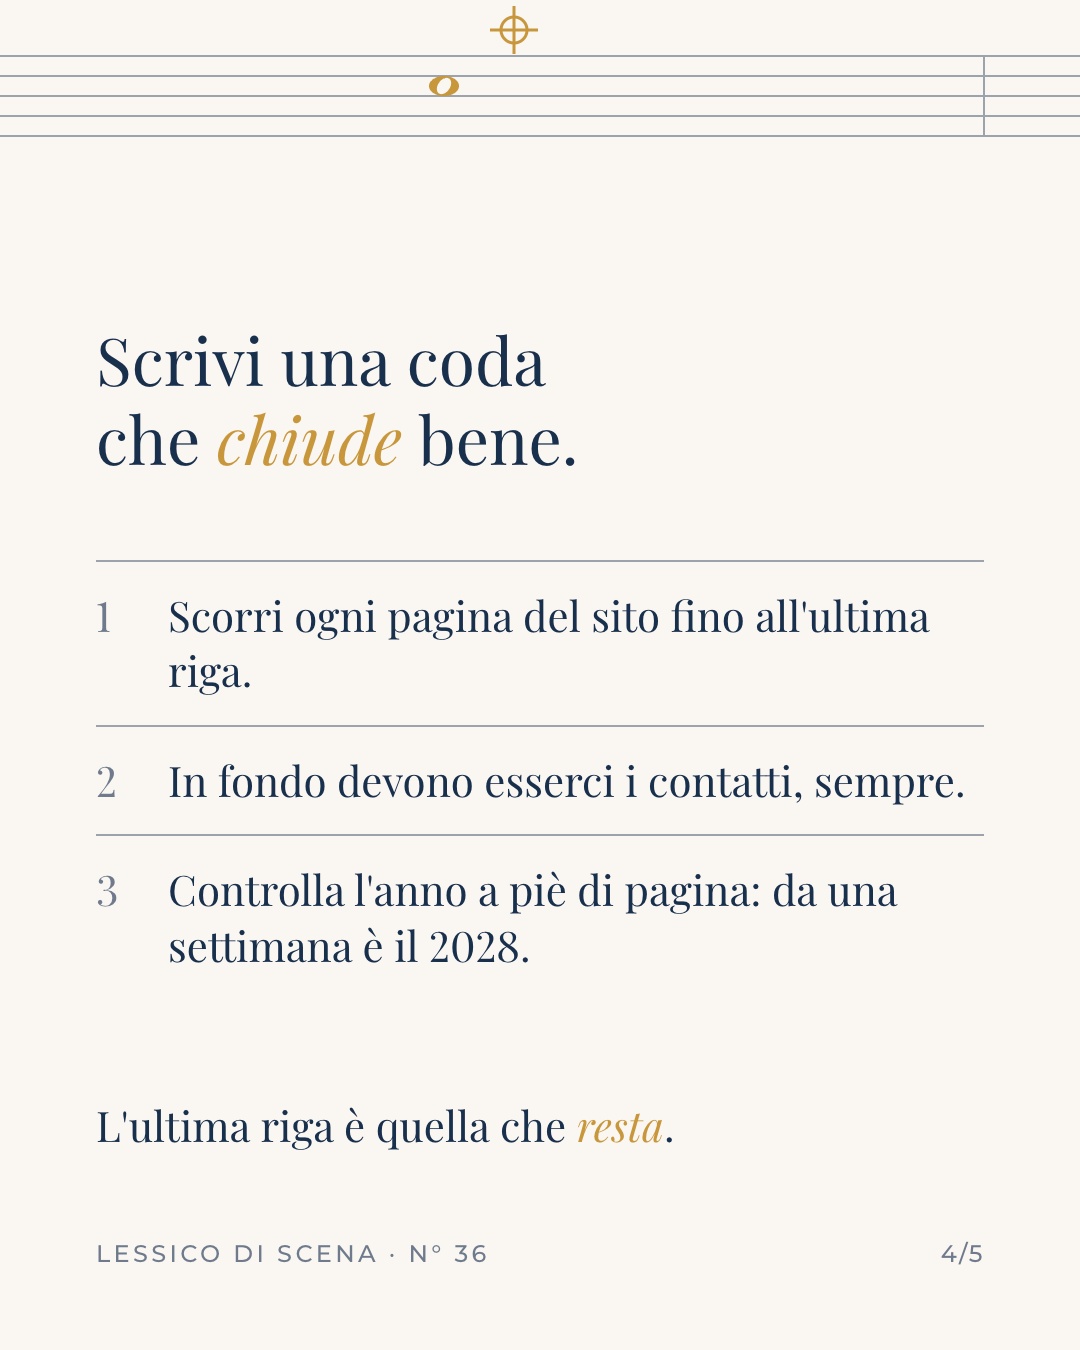 Scrivi una coda
che chiude bene.
1 Scorri ogni pagina del sito fino all'ultima
riga.
2 In fondo devono esserci i contatti, sempre.
3 Controlla l'anno a piè di pagina: da una
settimana è il 2028.
L'ultima riga è quella che resta.
LESSICO DI SCENA · N° 36
4/5